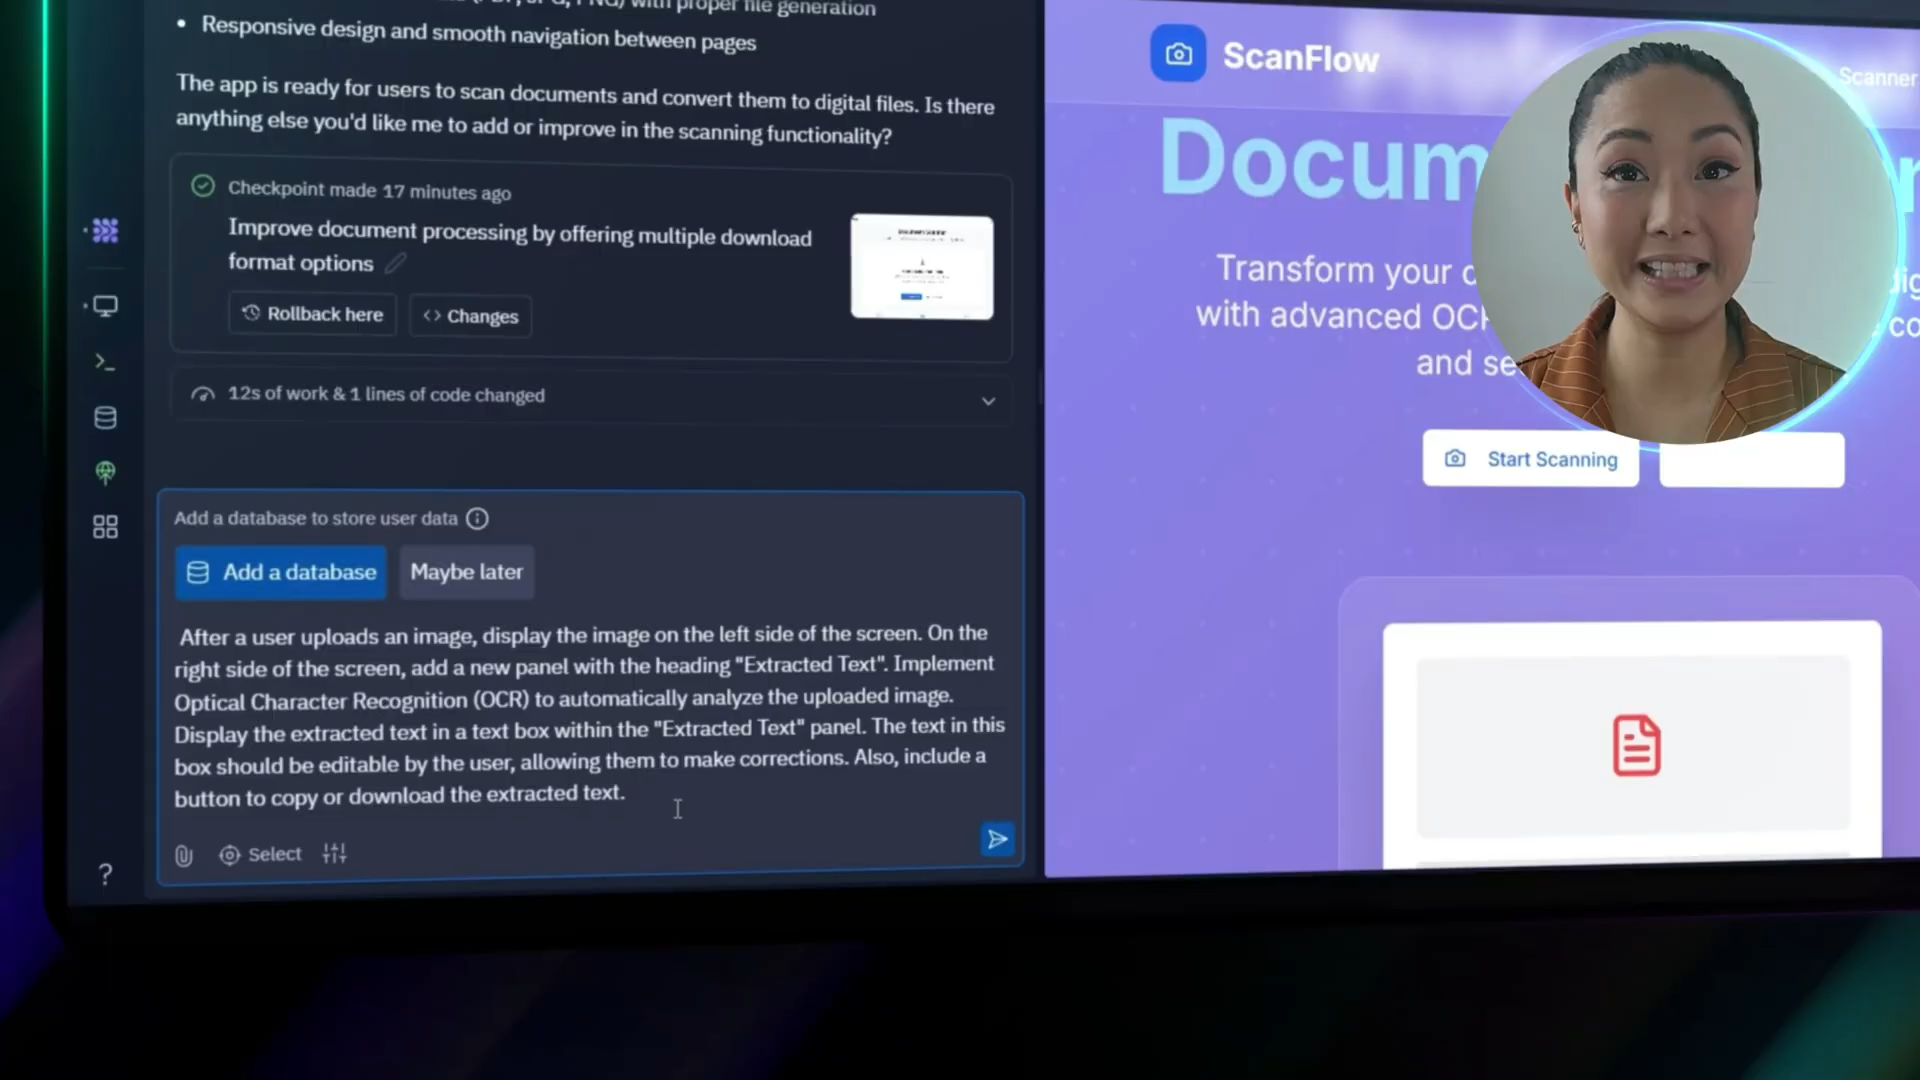 with proper file generation
• Responsive design and smooth navigation between pages
The app is ready for users to scan documents and convert them to digital files. Is there
anything else you'd like me to add or improve in the scanning functionality?
Checkpoint made 17 minutes ago
Improve document processing by offering multiple download
format options
Rollback here
<> Changes
12s of work & 1 lines of code changed
Add a database to store user data
Add a database
Maybe later
After a user uploads an image, display the image on the left side of the screen. On the
right side of the screen, add a new panel with the heading "Extracted Text". Implement
Optical Character Recognition (OCR) to automatically analyze the uploaded image.
Display the extracted text in a text box within the "Extracted Text" panel. The text in this
box should be editable by the user, allowing them to make corrections. Also, include a
button to copy or download the extracted text.
Select
?
ScanFlow
Scanner
Docum
Transform your
with advanced OCR
and se
Start Scanning